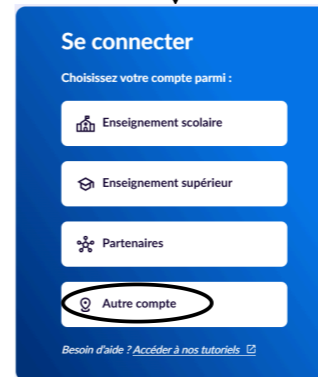 Se connecter
Choisissez votre compte parmi :
Enseignement scolaire
Enseignement supérieur
Partenaires
Autre compte
Besoin d'aide ? Accéder à nos tutoriels